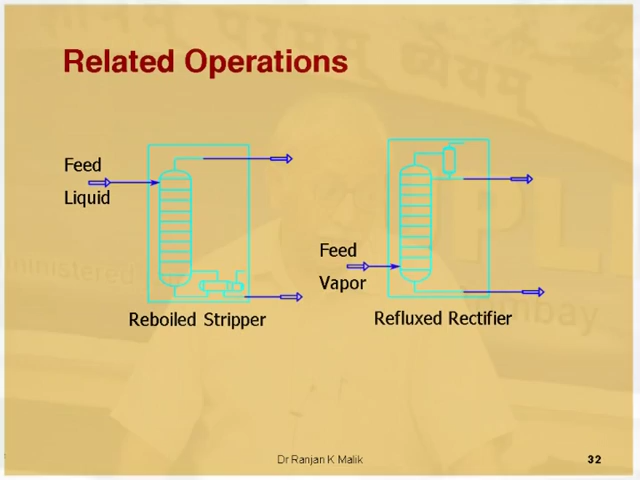 Related Operations
Feed
Liquid
Reboiled Stripper
Feed
Vapor
Refluxed Rectifier
Dr Ranjan K Malik
32